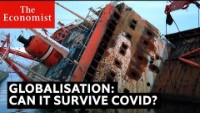 The
Economist
GLOBALISATION:
CAN IT SURVIVE COVID?